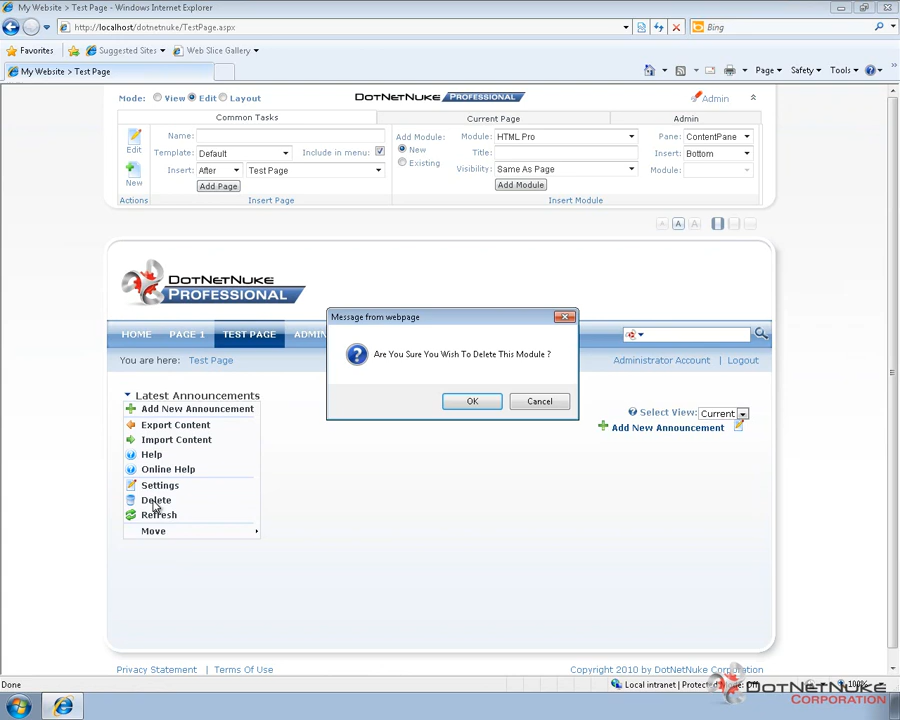 My Website > Test Page - Windows Internet Explorer
http://localhost/dotnetnuke/TestPage.aspx
Bing
Favorites Suggested Sites Web Slice Gallery
My Website > Test Page
Page Safety Tools
Mode: View Edit Layout
DOTNETNUKE PROFESSIONAL
Admin
Common Tasks Current Page Admin
Edit
New
Actions
Name:
Template: Default Include in menu:
Insert: After Test Page
Add Page
Insert Page
Add Module: New Existing
Module: HTML Pro
Title:
Visibility: Same As Page
Add Module
Insert Module
Pane: ContentPane
Insert: Bottom
Module:
A A A
DOTNETNUKE
PROFESSIONAL
HOME PAGE 1 TEST PAGE ADMIN
You are here: Test Page
Administrator Account | Logout
Message from webpage
Are You Sure You Wish To Delete This Module ?
OK Cancel
Latest Announcements
Add New Announcement
Export Content
Import Content
Help
Online Help
Settings
Delete
Refresh
Move
Select View: Current
Add New Announcement
Privacy Statement | Terms Of Use
Copyright 2010 by DotNetNuke Corporation
Done
Local intranet | Protected Mode: Off
100%
DOTNETNUKE
CORPORATION